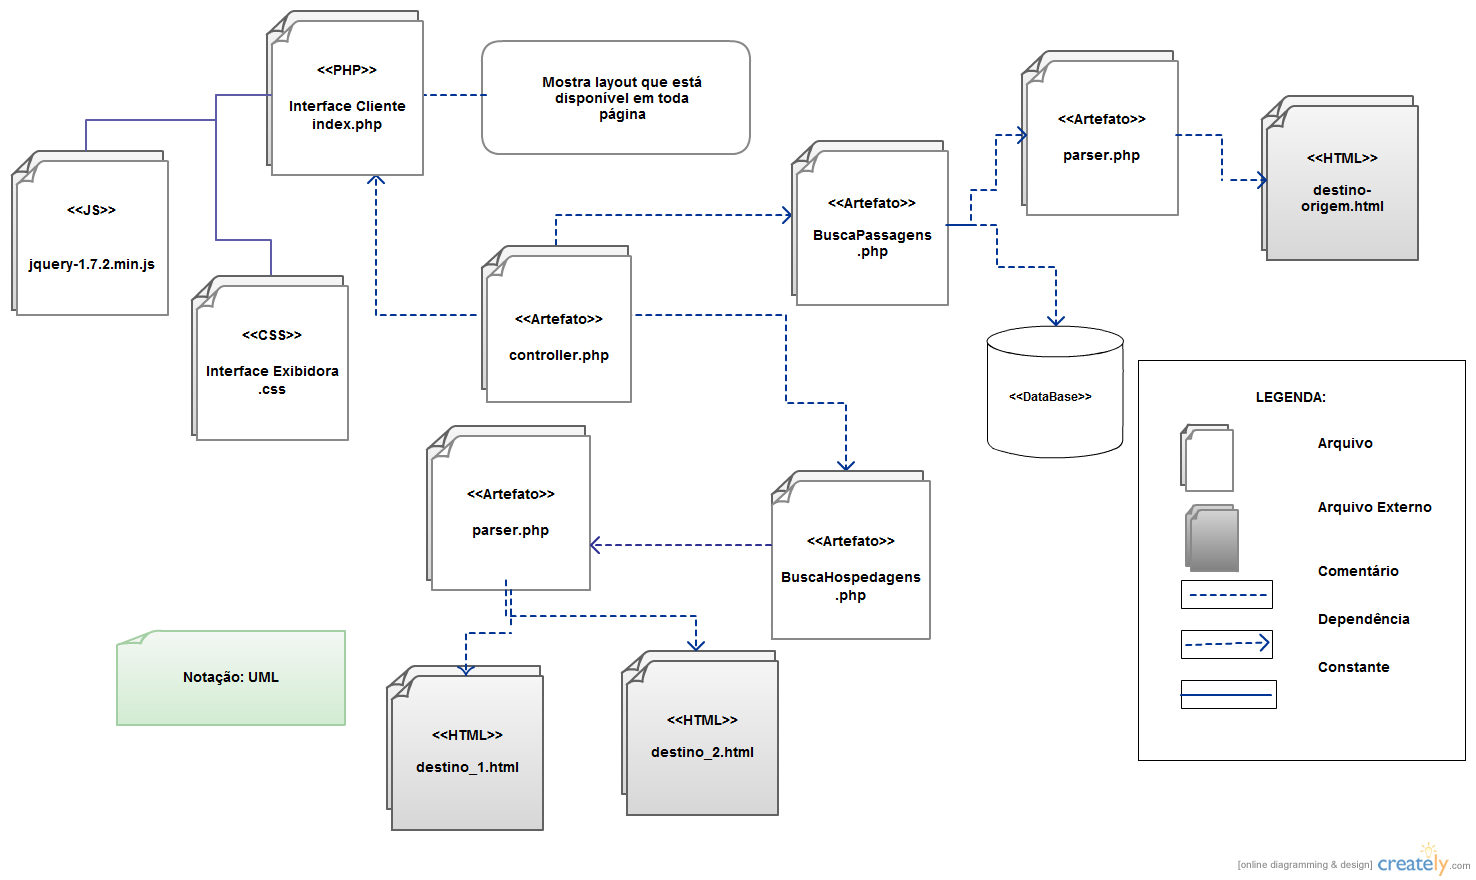 <<PHP>>
Interface Cliente
index.php
Mostra layout que está
disponível em toda
página
<<Artefato>>
parser.php
<<HTML>>
destino-
origem.html
<<JS>>
jquery-1.7.2.min.js
<<Artefato>>
BuscaPassagens
.php
<<CSS>>
Interface Exibidora
.css
<<Artefato>>
controller.php
<<DataBase>>
LEGENDA:
Arquivo
Arquivo Externo
Comentário
Dependência
Constante
<<Artefato>>
parser.php
<<Artefato>>
BuscaHospedagens
.php
Notação: UML
<<HTML>>
destino_1.html
<<HTML>>
destino_2.html
[online diagramming & design] creately.com